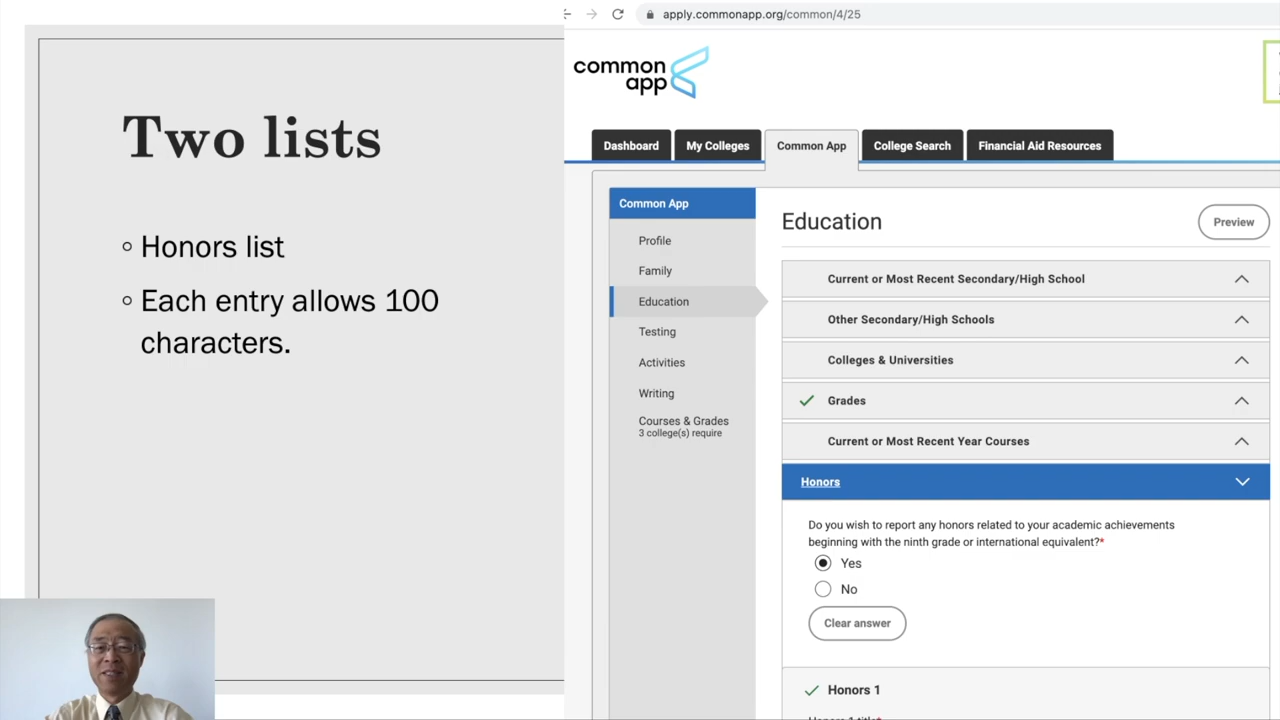 Two lists
Honors list
Each entry allows 100
characters.
apply.commonapp.org/common/4/25
common
app
Dashboard
My Colleges
Common App
College Search
Financial Aid Resources
Common App
Profile
Family
Education
Testing
Activities
Writing
Courses & Grades
3 college(s) require
Education
Preview
Current or Most Recent Secondary/High School
Other Secondary/High Schools
Colleges & Universities
Grades
Current or Most Recent Year Courses
Honors
Do you wish to report any honors related to your academic achievements
beginning with the ninth grade or international equivalent?*
Yes
No
Clear answer
Honors 1
Honors 1 title*